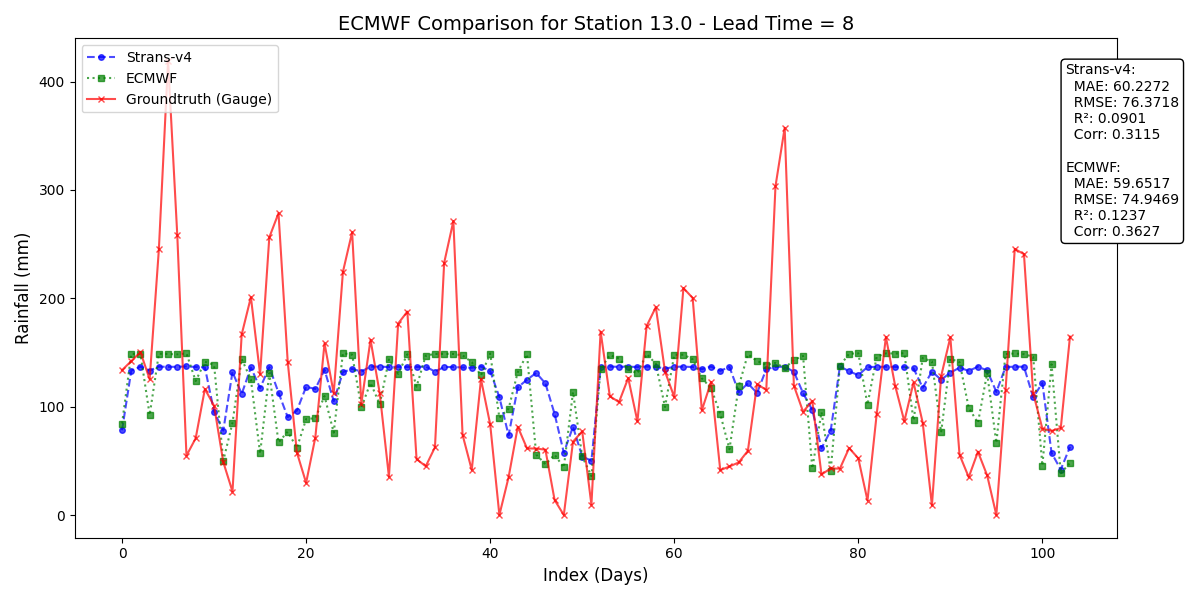 ECMWF Comparison for Station 13.0 - Lead Time = 8
Strans-v4
ECMWF
Groundtruth (Gauge)
Strans-v4:
MAE: 60.2272
RMSE: 76.3718
R²: 0.0901
Corr: 0.3115
ECMWF:
MAE: 59.6517
RMSE: 74.9469
R²: 0.1237
Corr: 0.3627
Rainfall (mm)
400
300
200
100
0
0 20 40 60 80 100
Index (Days)